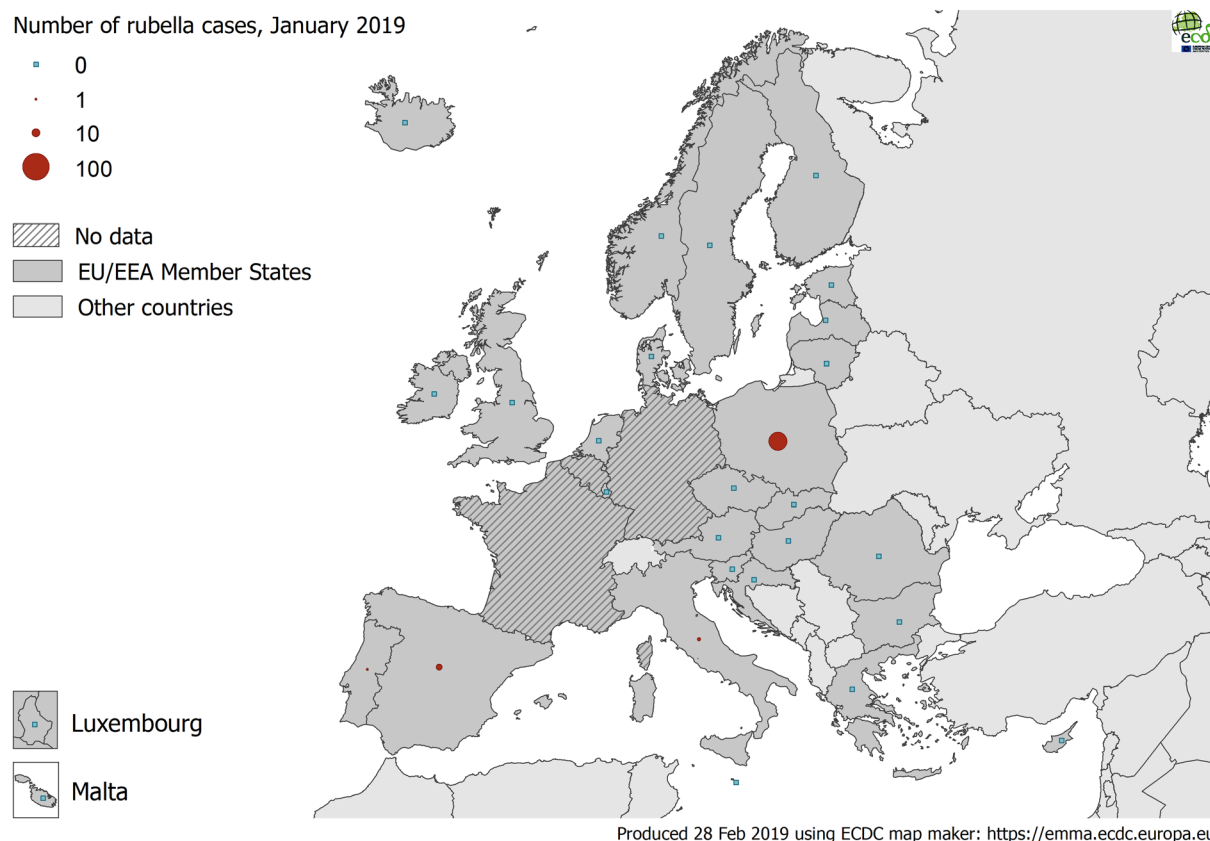 Number of rubella cases, January 2019
0
1
10
100
No data
EU/EEA Member States
Other countries
ecd
Luxembourg
Malta
Produced 28 Feb 2019 using ECDC map maker: https://emma.ecdc.europa.eu